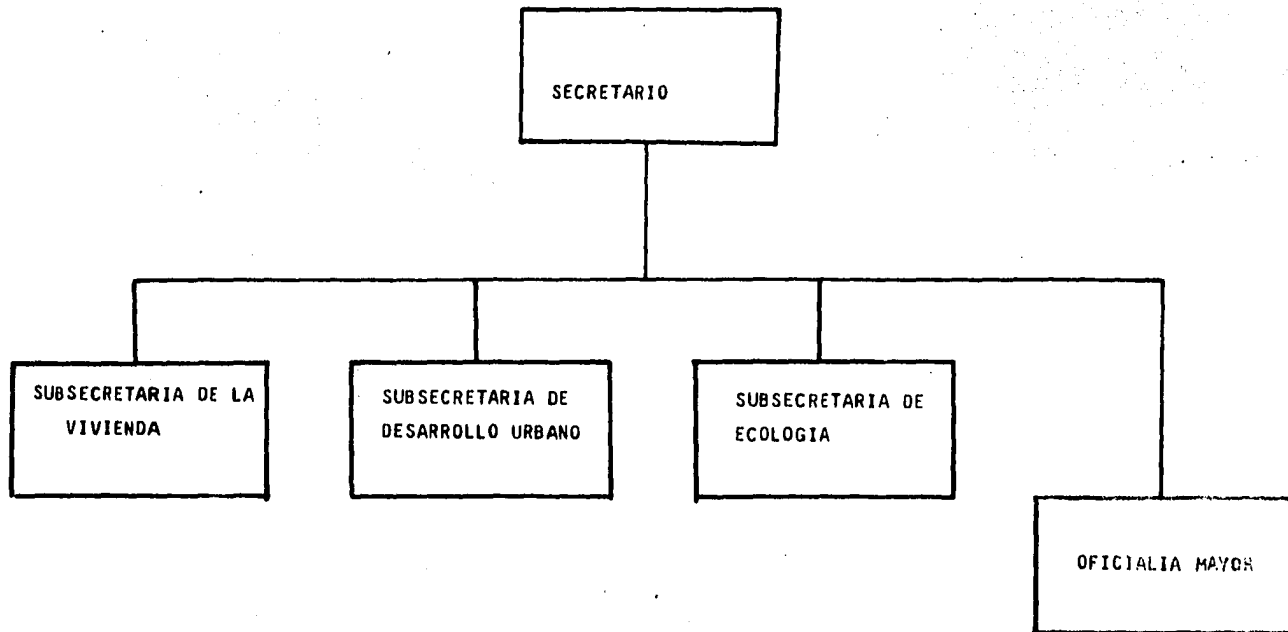 SECRETARIO
SUBSECRETARIA DE LA
VIVIENDA
SUBSECRETARIA DE
DESARROLLO URBANO
SUBSECRETARIA DE
ECOLOGIA
OFICIALIA MAYOR